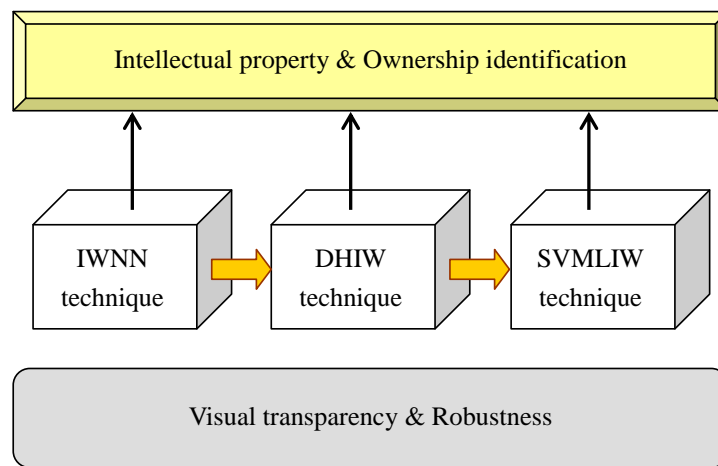 Intellectual property & Ownership identification
IWNN
technique
DHIW
technique
SVMLIW
technique
Visual transparency & Robustness